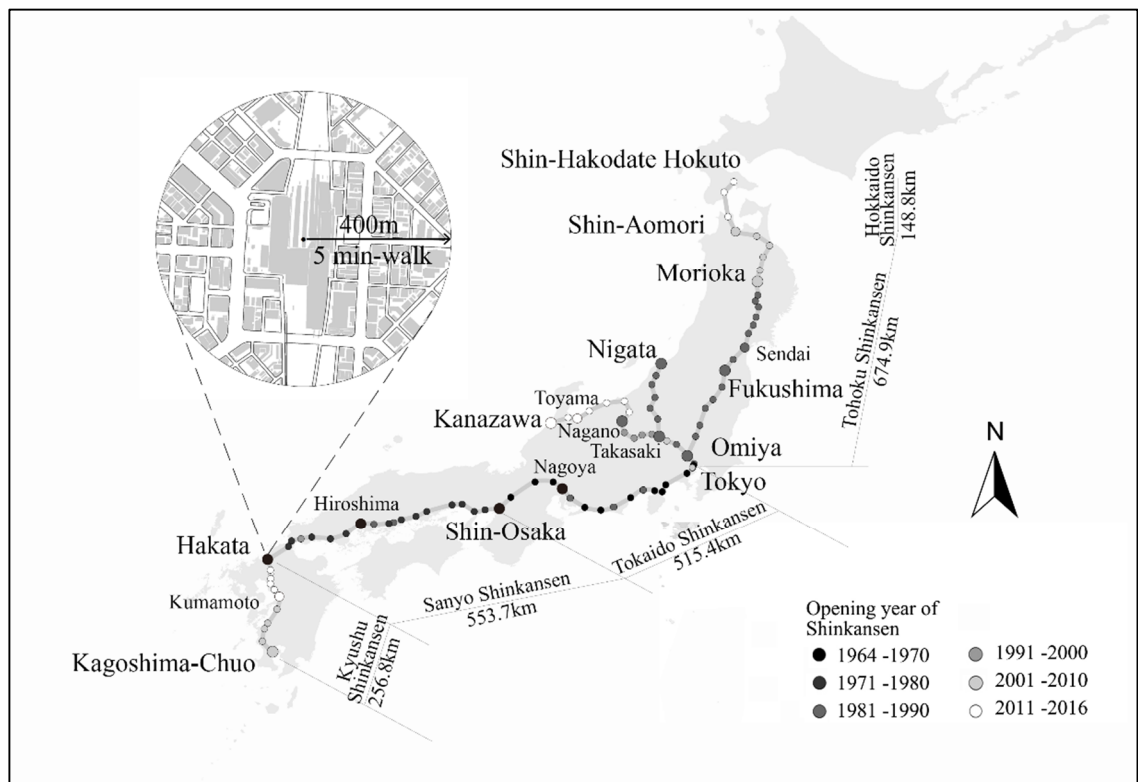 400m
5 min-walk
Shin-Hakodate Hokuto
Shin-Aomori
Morioka
Sendai
Nigata
Fukushima
Toyama
Kanazawa
Nagano
Takasaki
Omiya
Tokyo
Nagoya
Hiroshima
Shin-Osaka
Hakata
Kumamoto
Kagoshima-Chuo
Hokkaido
Shinkansen
148.8km
Tohoku Shinkansen
674.9km
Tokaido Shinkansen
515.4km
Sanyo Shinkansen
553.7km
Kyushu
Shinkansen
256.8km
N
Opening year of
Shinkansen
1964 -1970
1971 -1980
1981 -1990
1991 -2000
2001 -2010
2011 -2016